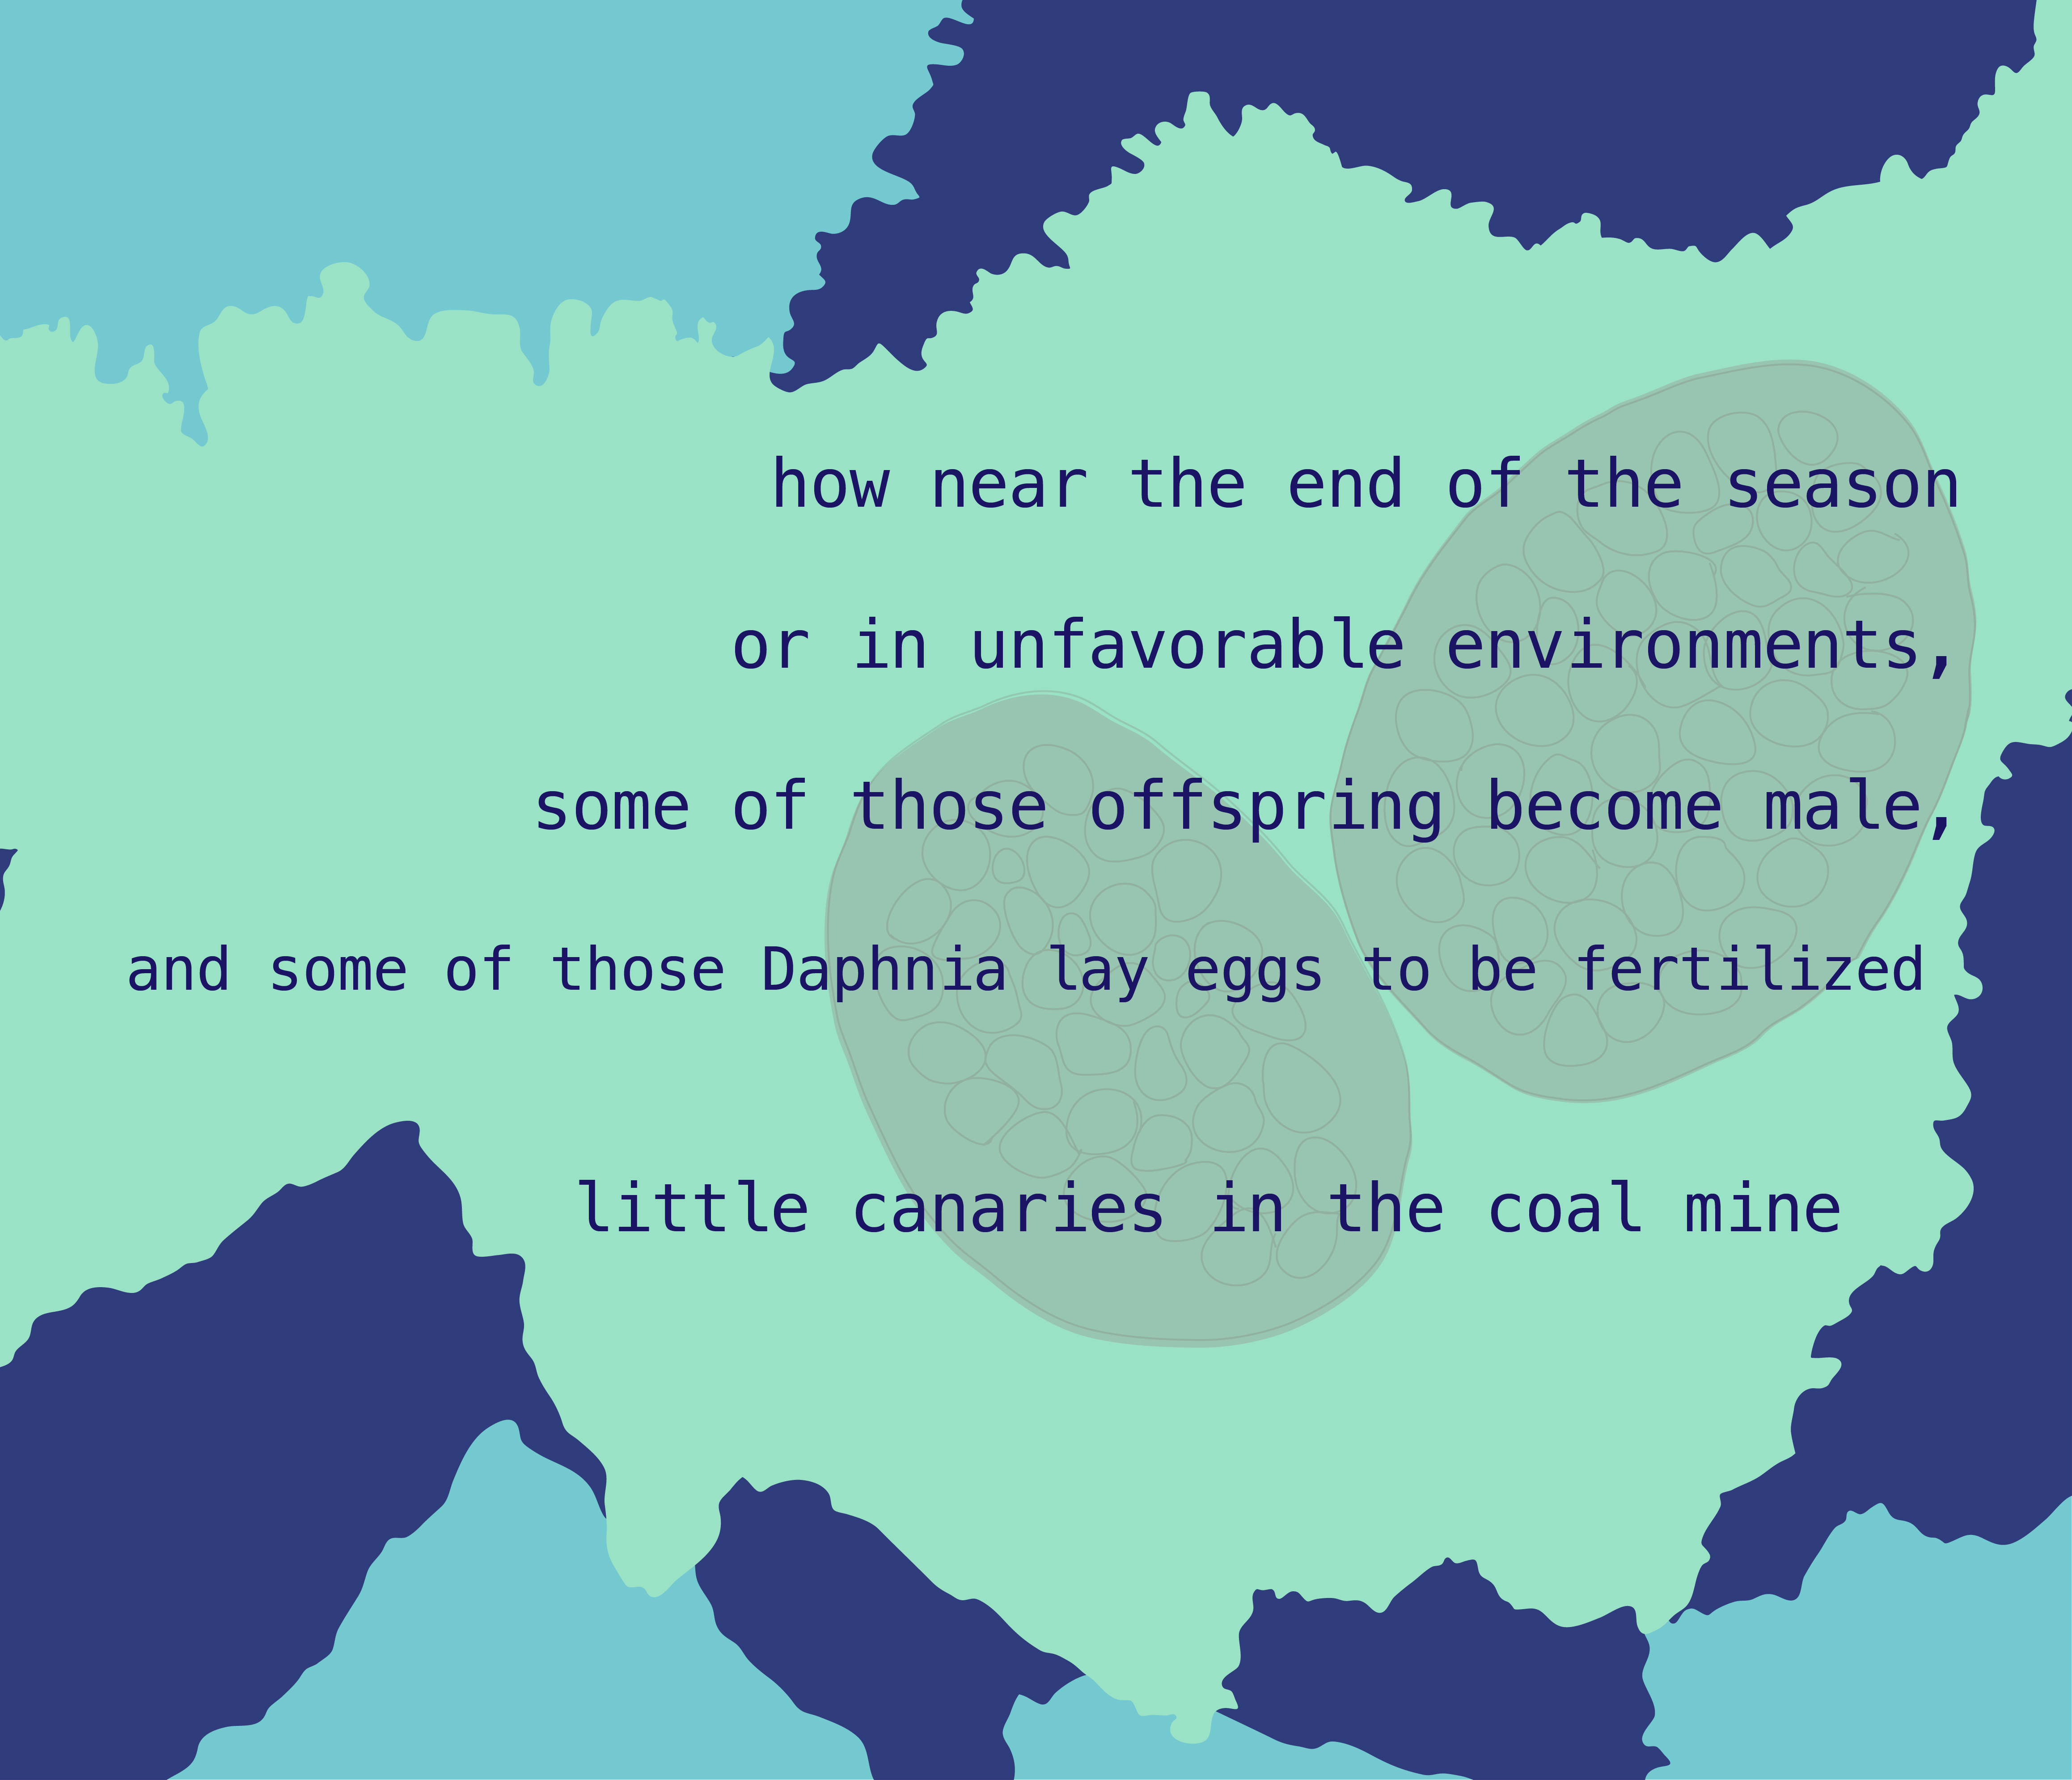 how near the end of the season
or in unfavorable environments,
some of those offspring become male,
and some of those Daphnia lay eggs to be fertilized
little canaries in the coal mine